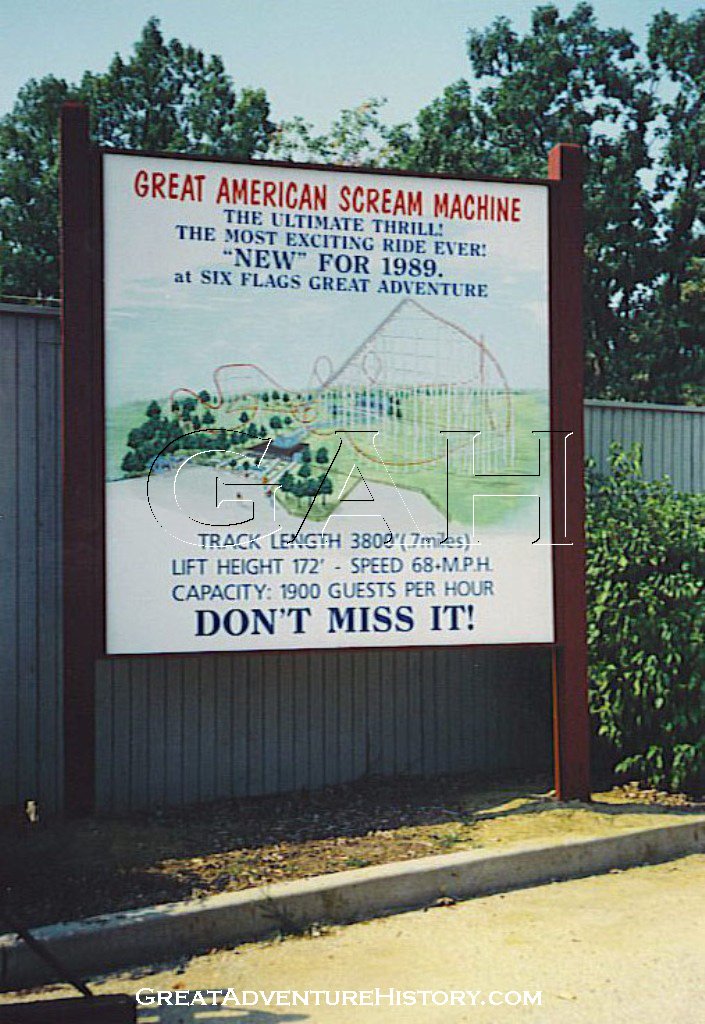 GREAT AMERICAN SCREAM MACHINE
THE ULTIMATE THRILL!
THE MOST EXCITING RIDE EVER!
"NEW" FOR 1989.
at SIX FLAGS GREAT ADVENTURE
GAH
TRACK LENGTH 3800'(.7miles)
LIFT HEIGHT 172' - SPEED 68+M.P.H.
CAPACITY: 1900 GUESTS PER HOUR
DON'T MISS IT!
GREATADVENTUREHISTORY.COM